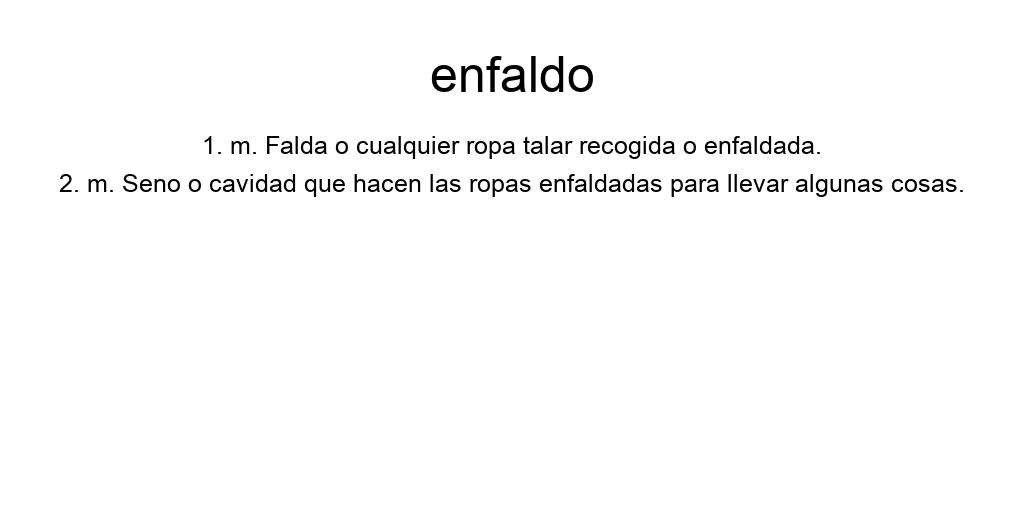 enfaldo
1. m. Falda o cualquier ropa talar recogida o enfaldada.
2. m. Seno o cavidad que hacen las ropas enfaldadas para llevar algunas cosas.